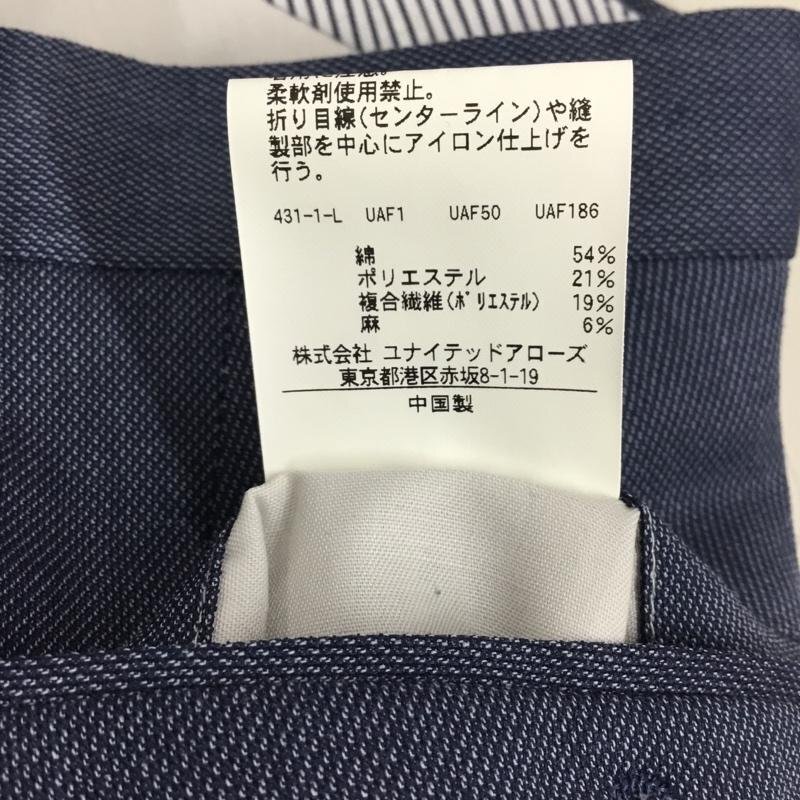 柔軟剤使用禁止。
折り目線(センターライン)や縫
製部を中心にアイロン仕上げを
行う。
431-1-L UAF1 UAF50 UAF186
綿 54%
ポリエステル 21%
複合繊維(ポリエステル) 19%
麻 6%
株式会社 ユナイテッドアローズ
東京都港区赤坂8-1-19
中国製